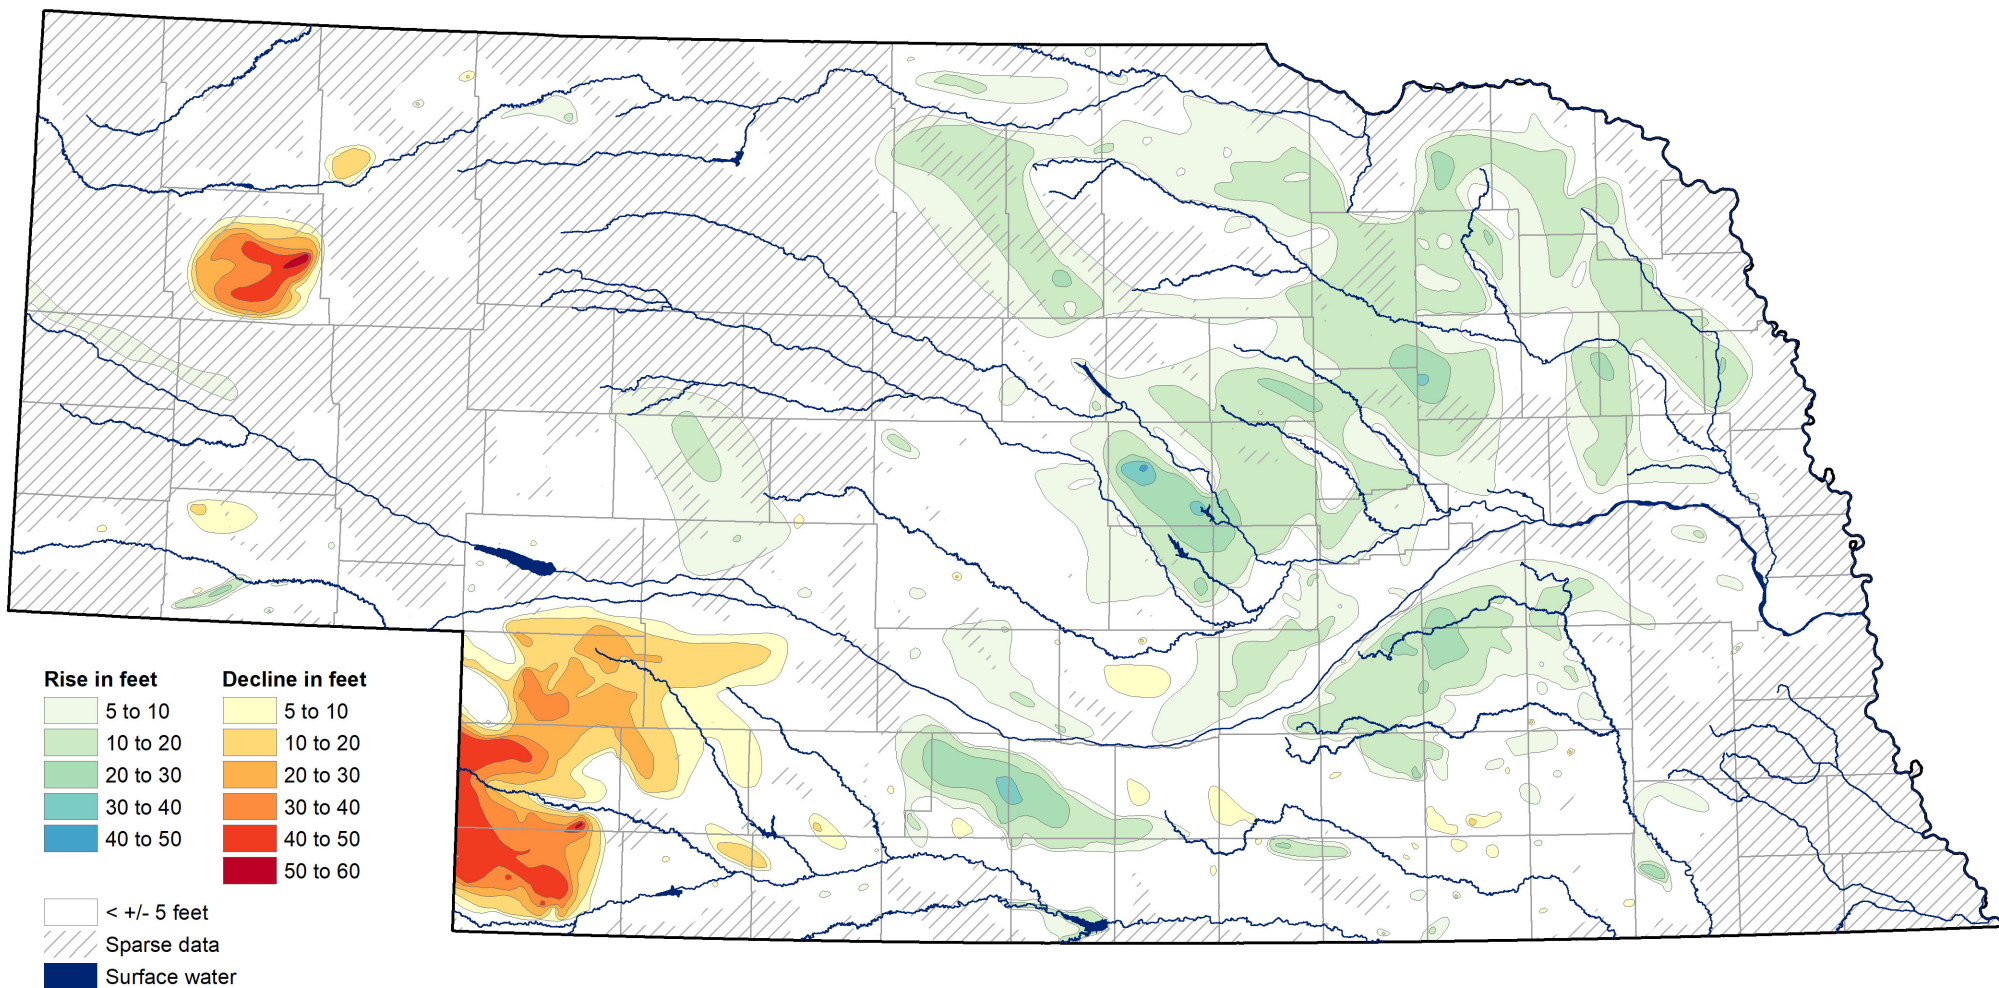 Rise in feet
5 to 10
10 to 20
20 to 30
30 to 40
40 to 50
Decline in feet
5 to 10
10 to 20
20 to 30
30 to 40
40 to 50
50 to 60
< +/- 5 feet
Sparse data
Surface water